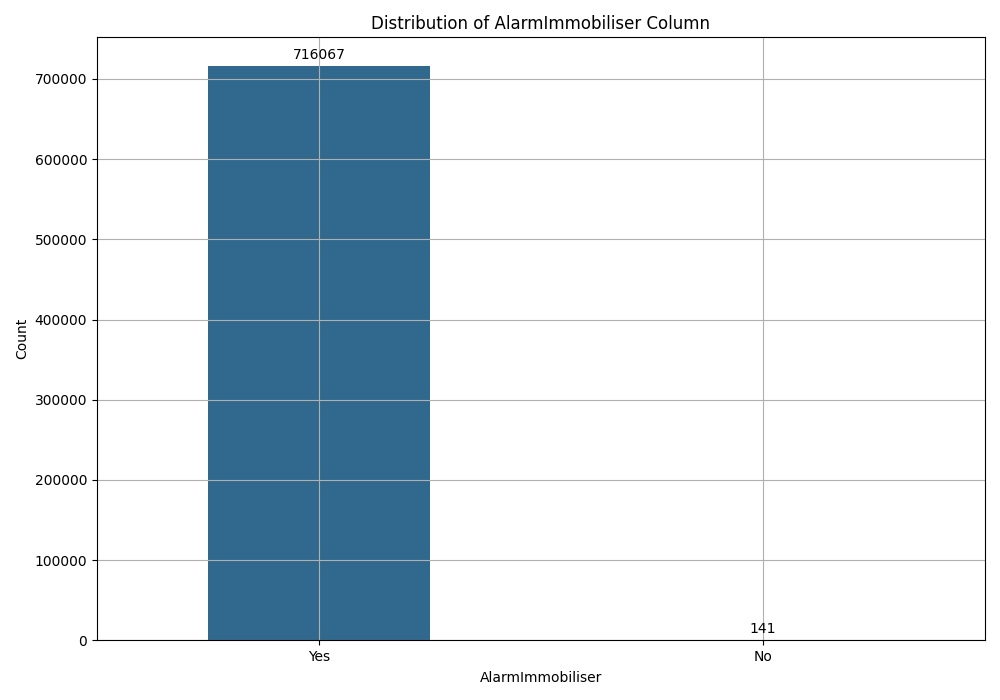 Distribution of AlarmImmobiliser Column
716067
700000
600000
500000
400000
300000
200000
100000
0
Count
141
Yes
No
AlarmImmobiliser